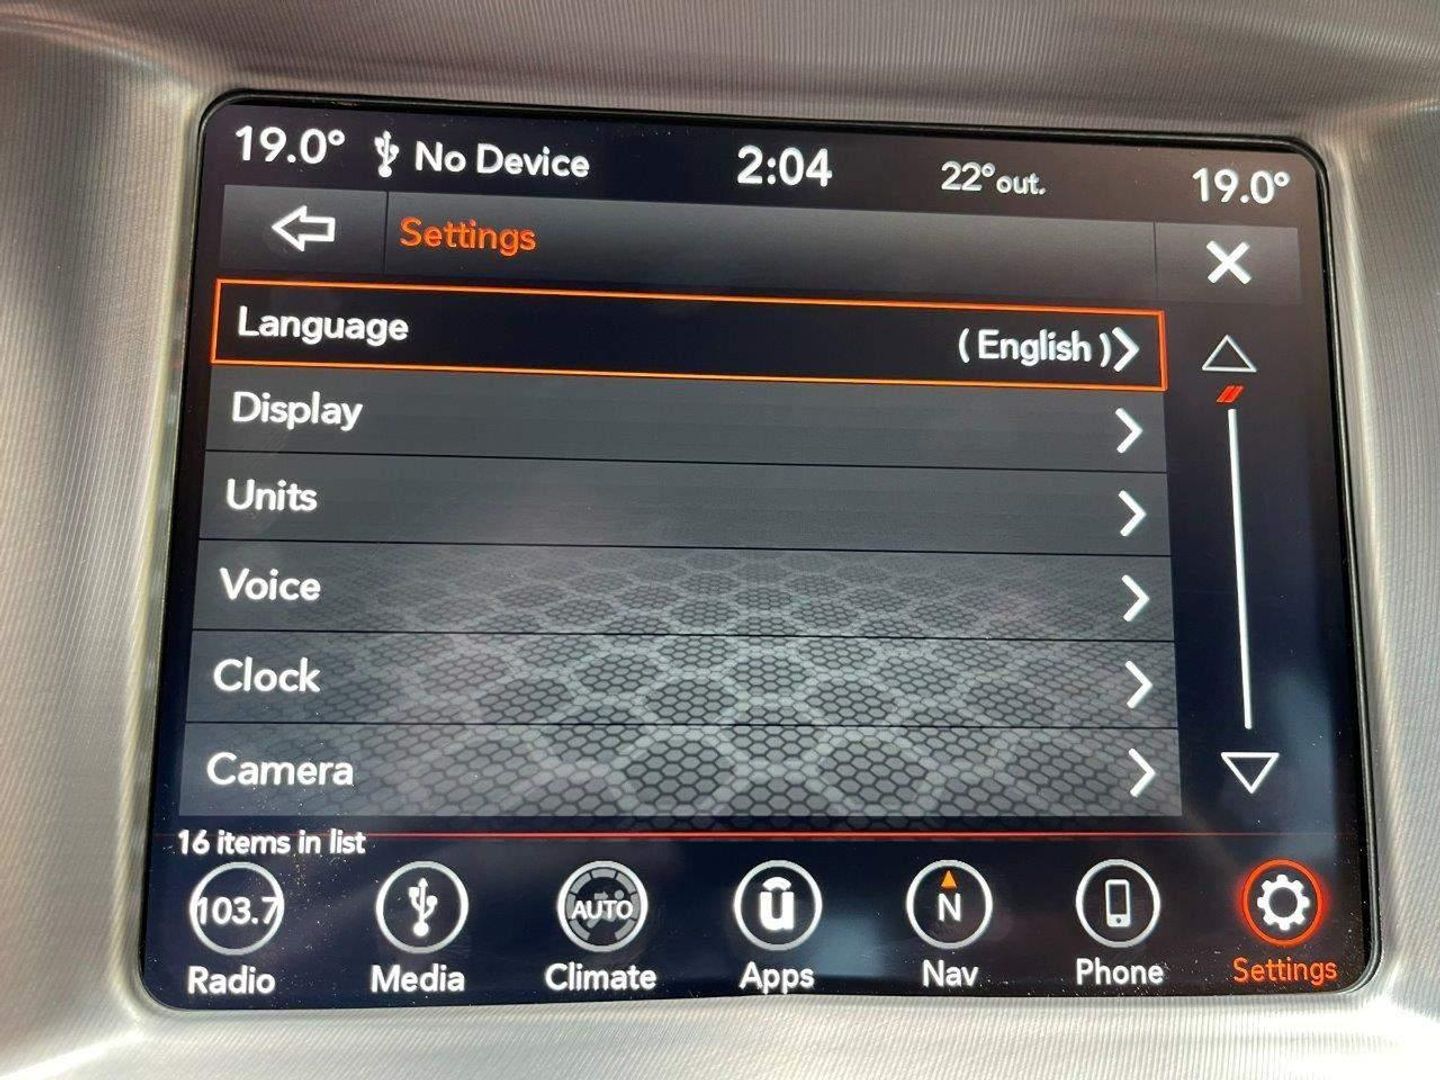 19.0° No Device 2:04 22° out. 19.0°
Settings
Language ( English )
Display
Units
Voice
Clock
Camera
16 items in list
103.7 AUTO u N
Radio Media Climate Apps Nav Phone Settings